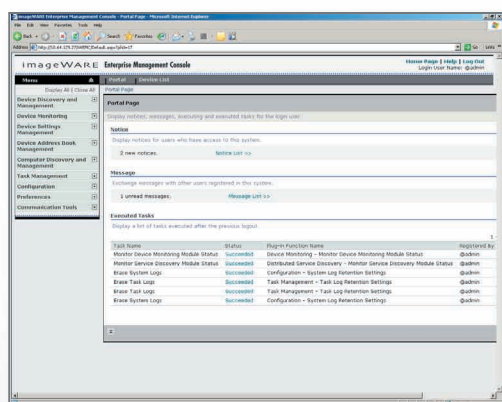 imageWARE Enterprise Management Console - Portal Page - Microsoft Internet Explorer
File Edit View Favorites Tools Help
Back Search Favorites
Address Go Links
imageWARE Enterprise Management Console
Home Page | Help | Log Out
Login User Name: @admin
Menu
Portal Device List
Display All | Close All
Portal Page
Device Discovery and Management
Device Monitoring
Device Settings Management
Device Address Book Management
Computer Discovery and Management
Task Management
Configuration
Preferences
Communication Tools
Portal Page
Display notices, messages, executing and executed tasks for the login user.
Notice
Display notices for users who have access to this system.
2 new notices. Notice List >>
Message
Exchange messages with other users registered in this system.
1 unread messages. Message List >>
Executed Tasks
Display a list of tasks executed after the previous logout.
1 -
Task Name Status Plug-in Function Name Registered By
Monitor Device Monitoring Module Status Succeeded Device Monitoring - Monitor Device Monitoring Module Status @admin
Monitor Service Discovery Module Status Succeeded Distributed Service Discovery - Monitor Service Discovery Module Status @admin
Erase System Logs Succeeded Configuration - System Log Retention Settings @admin
Erase Task Logs Succeeded Task Management - Task Log Retention Settings @admin
Erase Task Logs Succeeded Task Management - Task Log Retention Settings @admin
Erase System Logs Succeeded Configuration - System Log Retention Settings @admin